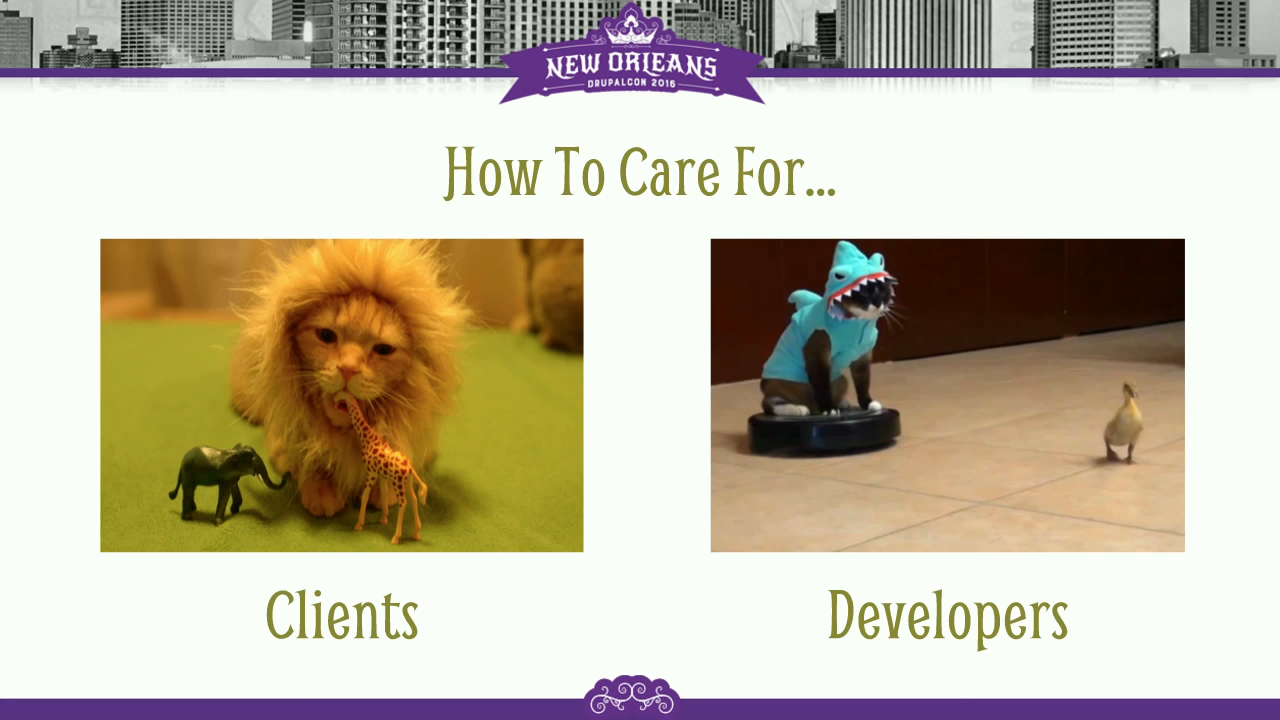 NEW ORLEANS
DRUPALCON 2016
How To Care For...
Clients
Developers